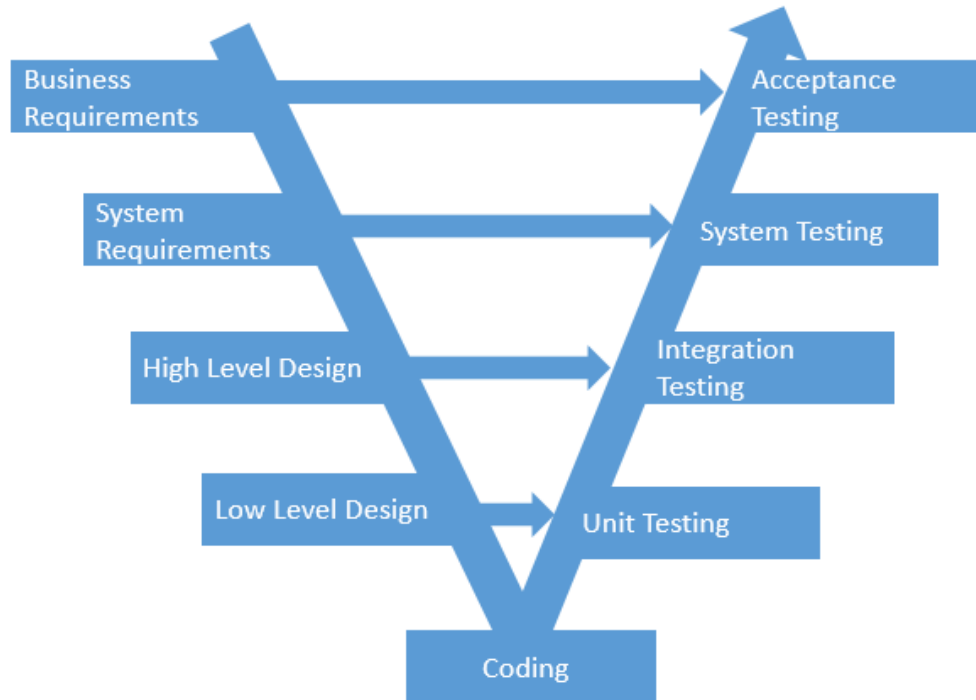 Business
Requirements
Acceptance
Testing
System
Requirements
System Testing
High Level Design
Integration
Testing
Low Level Design
Unit Testing
Coding